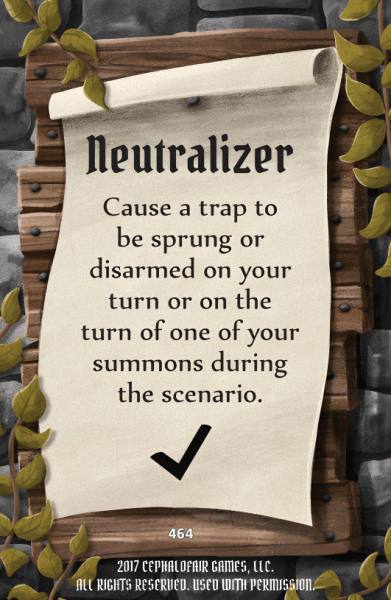 Neutralizer
Cause a trap to
be sprung or
disarmed on your
turn or on the
turn of one of your
summons during
the scenario.
464
2017 CEPHALOFAIR GAMES, LLC.
ALL RIGHTS RESERVED. USED WITH PERMISSION.